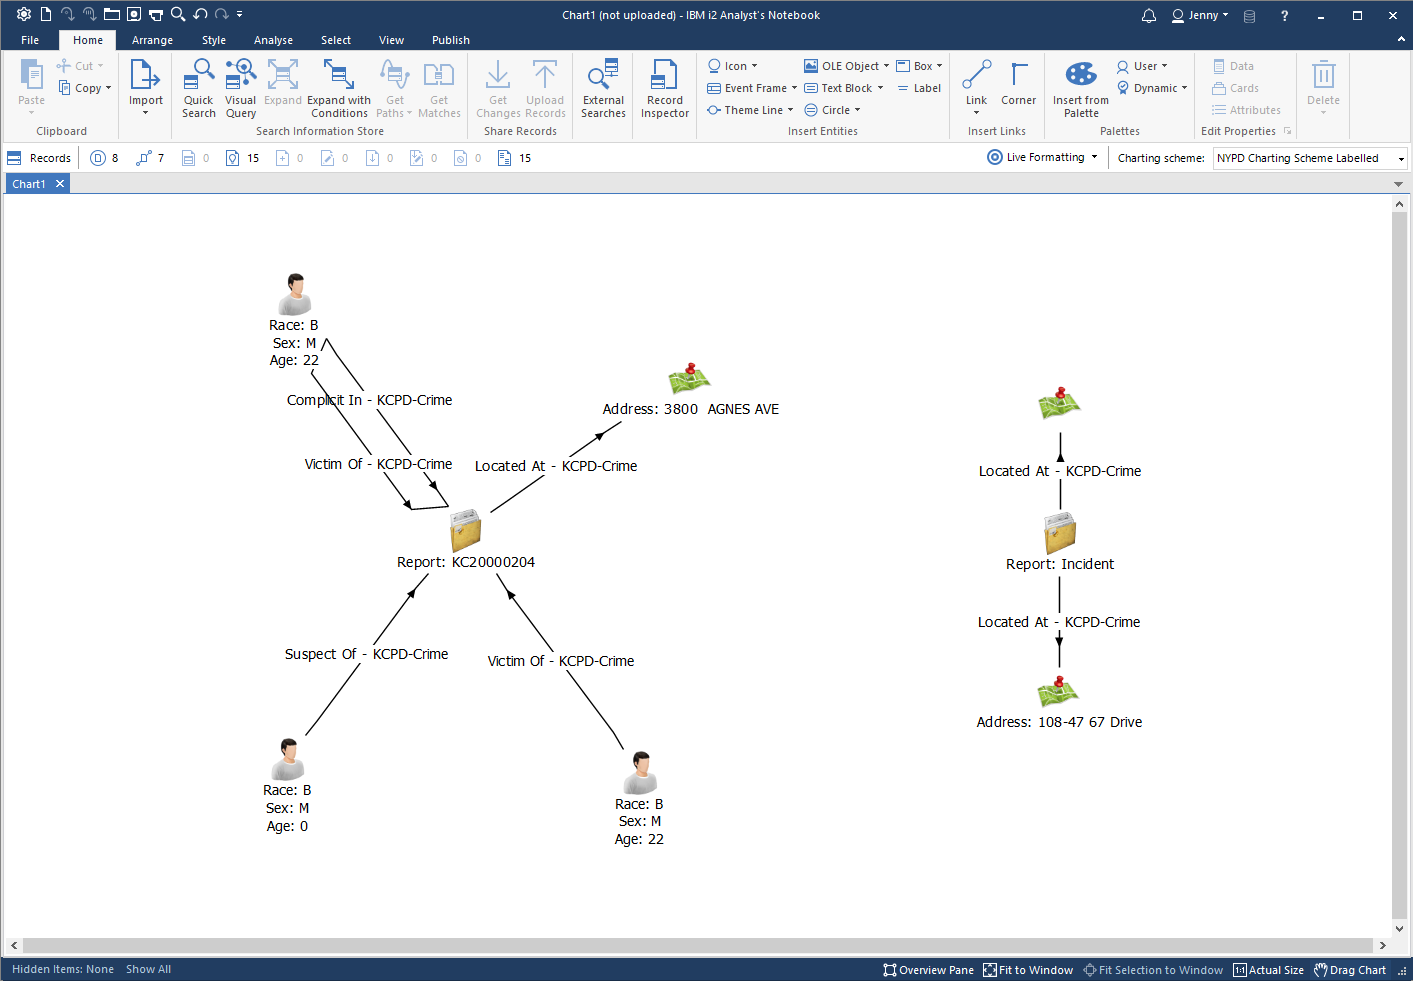 Chart1 (not uploaded) - IBM i2 Analyst's Notebook
Jenny
?
File Home Arrange Style Analyse Select View Publish
Paste
Cut
Copy
Clipboard
Import
Quick Search
Visual Query
Expand
Expand with Conditions
Get Paths
Get Matches
Search Information Store
Get Changes
Upload Records
Share Records
External Searches
Record Inspector
Icon
Event Frame
Theme Line
OLE Object
Text Block
Circle
Box
Label
Insert Entities
Link
Corner
Insert Links
Insert from Palette
User
Dynamic
Palettes
Data
Cards
Attributes
Edit Properties
Delete
Records 8 7 0 15 0 0 0 0 0 15
Live Formatting
Charting scheme: NYPD Charting Scheme Labelled
Chart1
Race: B
Sex: M
Age: 22
Complicit In - KCPD-Crime
Victim Of - KCPD-Crime
Address: 3800 AGNES AVE
Located At - KCPD-Crime
Report: KC20000204
Suspect Of - KCPD-Crime
Victim Of - KCPD-Crime
Race: B
Sex: M
Age: 0
Race: B
Sex: M
Age: 22
Located At - KCPD-Crime
Report: Incident
Located At - KCPD-Crime
Address: 108-47 67 Drive
Hidden Items: None Show All
Overview Pane Fit to Window Fit Selection to Window 1:1 Actual Size Drag Chart